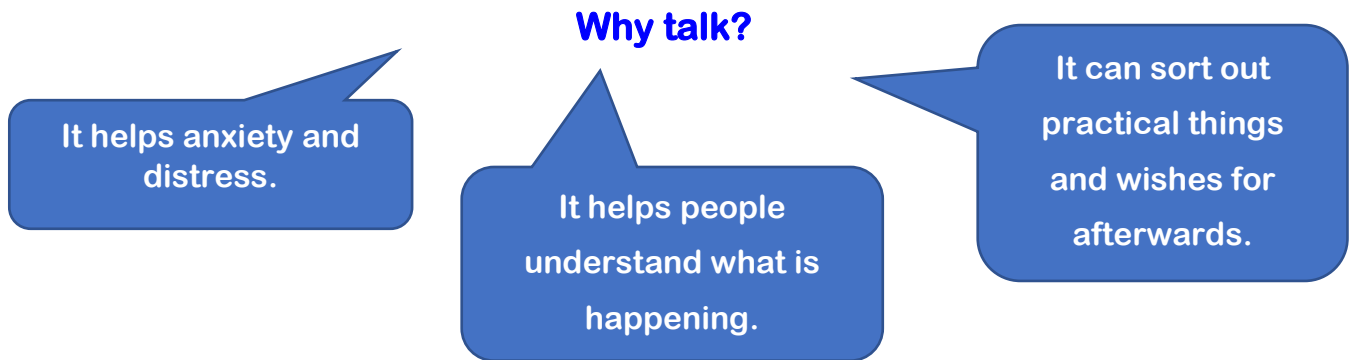 Why talk?
It helps anxiety and
distress.
It helps people
understand what is
happening.
It can sort out
practical things
and wishes for
afterwards.